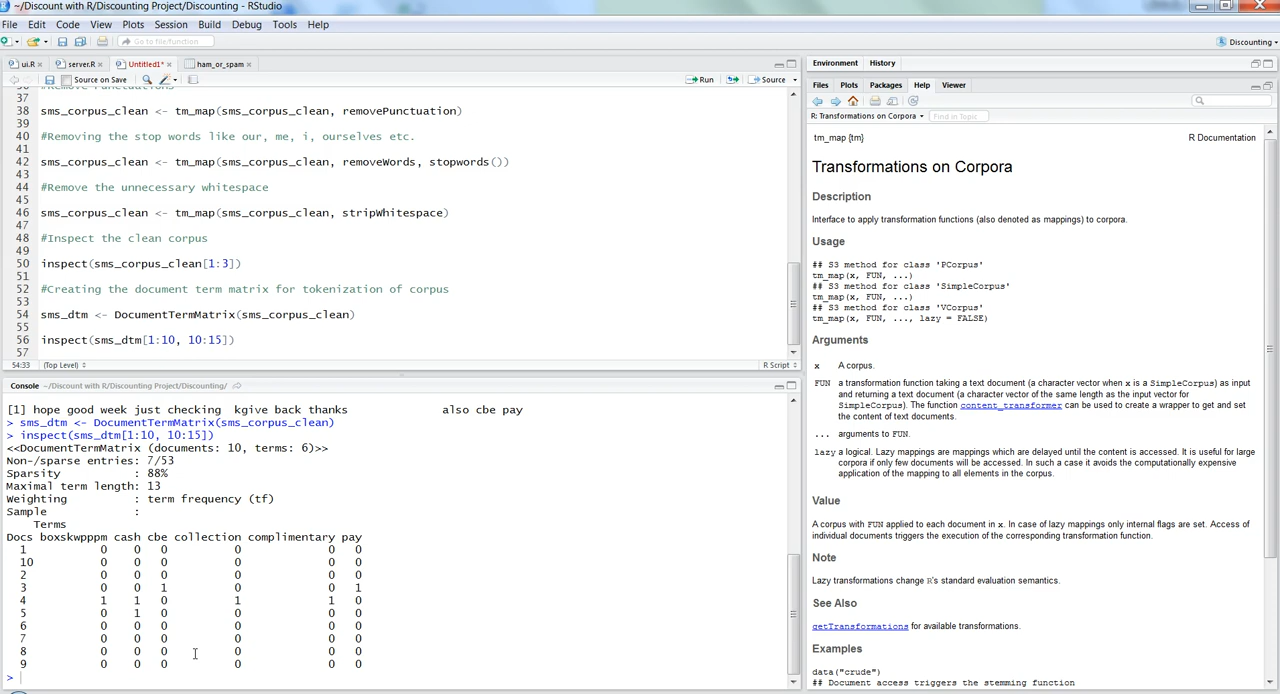 ~/Discount with R/Discounting Project/Discounting - RStudio
File Edit Code View Plots Session Build Debug Tools Help
Go to file/function
Discounting
ui.R × server.R × Untitled1* × ham_or_spam ×
Environment History
Source on Save Run Source
Files Plots Packages Help Viewer
R: Transformations on Corpora Find in Topic
37
38 sms_corpus_clean <- tm_map(sms_corpus_clean, removePunctuation)
39
40 #Removing the stop words like our, me, i, ourselves etc.
41
42 sms_corpus_clean <- tm_map(sms_corpus_clean, removeWords, stopwords())
43
44 #Remove the unnecessary whitespace
45
46 sms_corpus_clean <- tm_map(sms_corpus_clean, stripWhitespace)
47
48 #Inspect the clean corpus
49
50 inspect(sms_corpus_clean[1:3])
51
52 #Creating the document term matrix for tokenization of corpus
53
54 sms_dtm <- DocumentTermMatrix(sms_corpus_clean)
55
56 inspect(sms_dtm[1:10, 10:15])
57
54:33 (Top Level) R Script
Console ~/Discount with R/Discounting Project/Discounting/
[1] hope good week just checking  kgive back thanks also cbe pay
> sms_dtm <- DocumentTermMatrix(sms_corpus_clean)
> inspect(sms_dtm[1:10, 10:15])
<<DocumentTermMatrix (documents: 10, terms: 6)>>
Non-/sparse entries: 7/53
Sparsity : 88%
Maximal term length: 13
Weighting : term frequency (tf)
Sample :
Terms
Docs boxskwpppm cash cbe collection complimentary pay
1 0 0 0 0 0 0
10 0 0 0 0 0 0
2 0 0 0 0 0 0
3 0 0 1 0 0 1
4 1 1 0 1 1 0
5 0 1 0 0 0 0
6 0 0 0 0 0 0
7 0 0 0 0 0 0
8 0 0 0 0 0 0
9 0 0 0 0 0 0
>
tm_map {tm} R Documentation
Transformations on Corpora
Description
Interface to apply transformation functions (also denoted as mappings) to corpora.
Usage
## S3 method for class 'PCorpus'
tm_map(x, FUN, ...)
## S3 method for class 'SimpleCorpus'
tm_map(x, FUN, ...)
## S3 method for class 'VCorpus'
tm_map(x, FUN, ..., lazy = FALSE)
Arguments
x A corpus.
FUN a transformation function taking a text document (a character vector when x is a SimpleCorpus) as input
and returning a text document (a character vector of the same length as the input vector for
SimpleCorpus). The function content_transformer can be used to create a wrapper to get and set
the content of text documents.
... arguments to FUN.
lazy a logical. Lazy mappings are mappings which are delayed until the content is accessed. It is useful for large
corpora if only few documents will be accessed. In such a case it avoids the computationally expensive
application of the mapping to all elements in the corpus.
Value
A corpus with FUN applied to each document in x. In case of lazy mappings only internal flags are set. Access of
individual documents triggers the execution of the corresponding transformation function.
Note
Lazy transformations change R's standard evaluation semantics.
See Also
getTransformations for available transformations.
Examples
data("crude")
## Document access triggers the stemming function